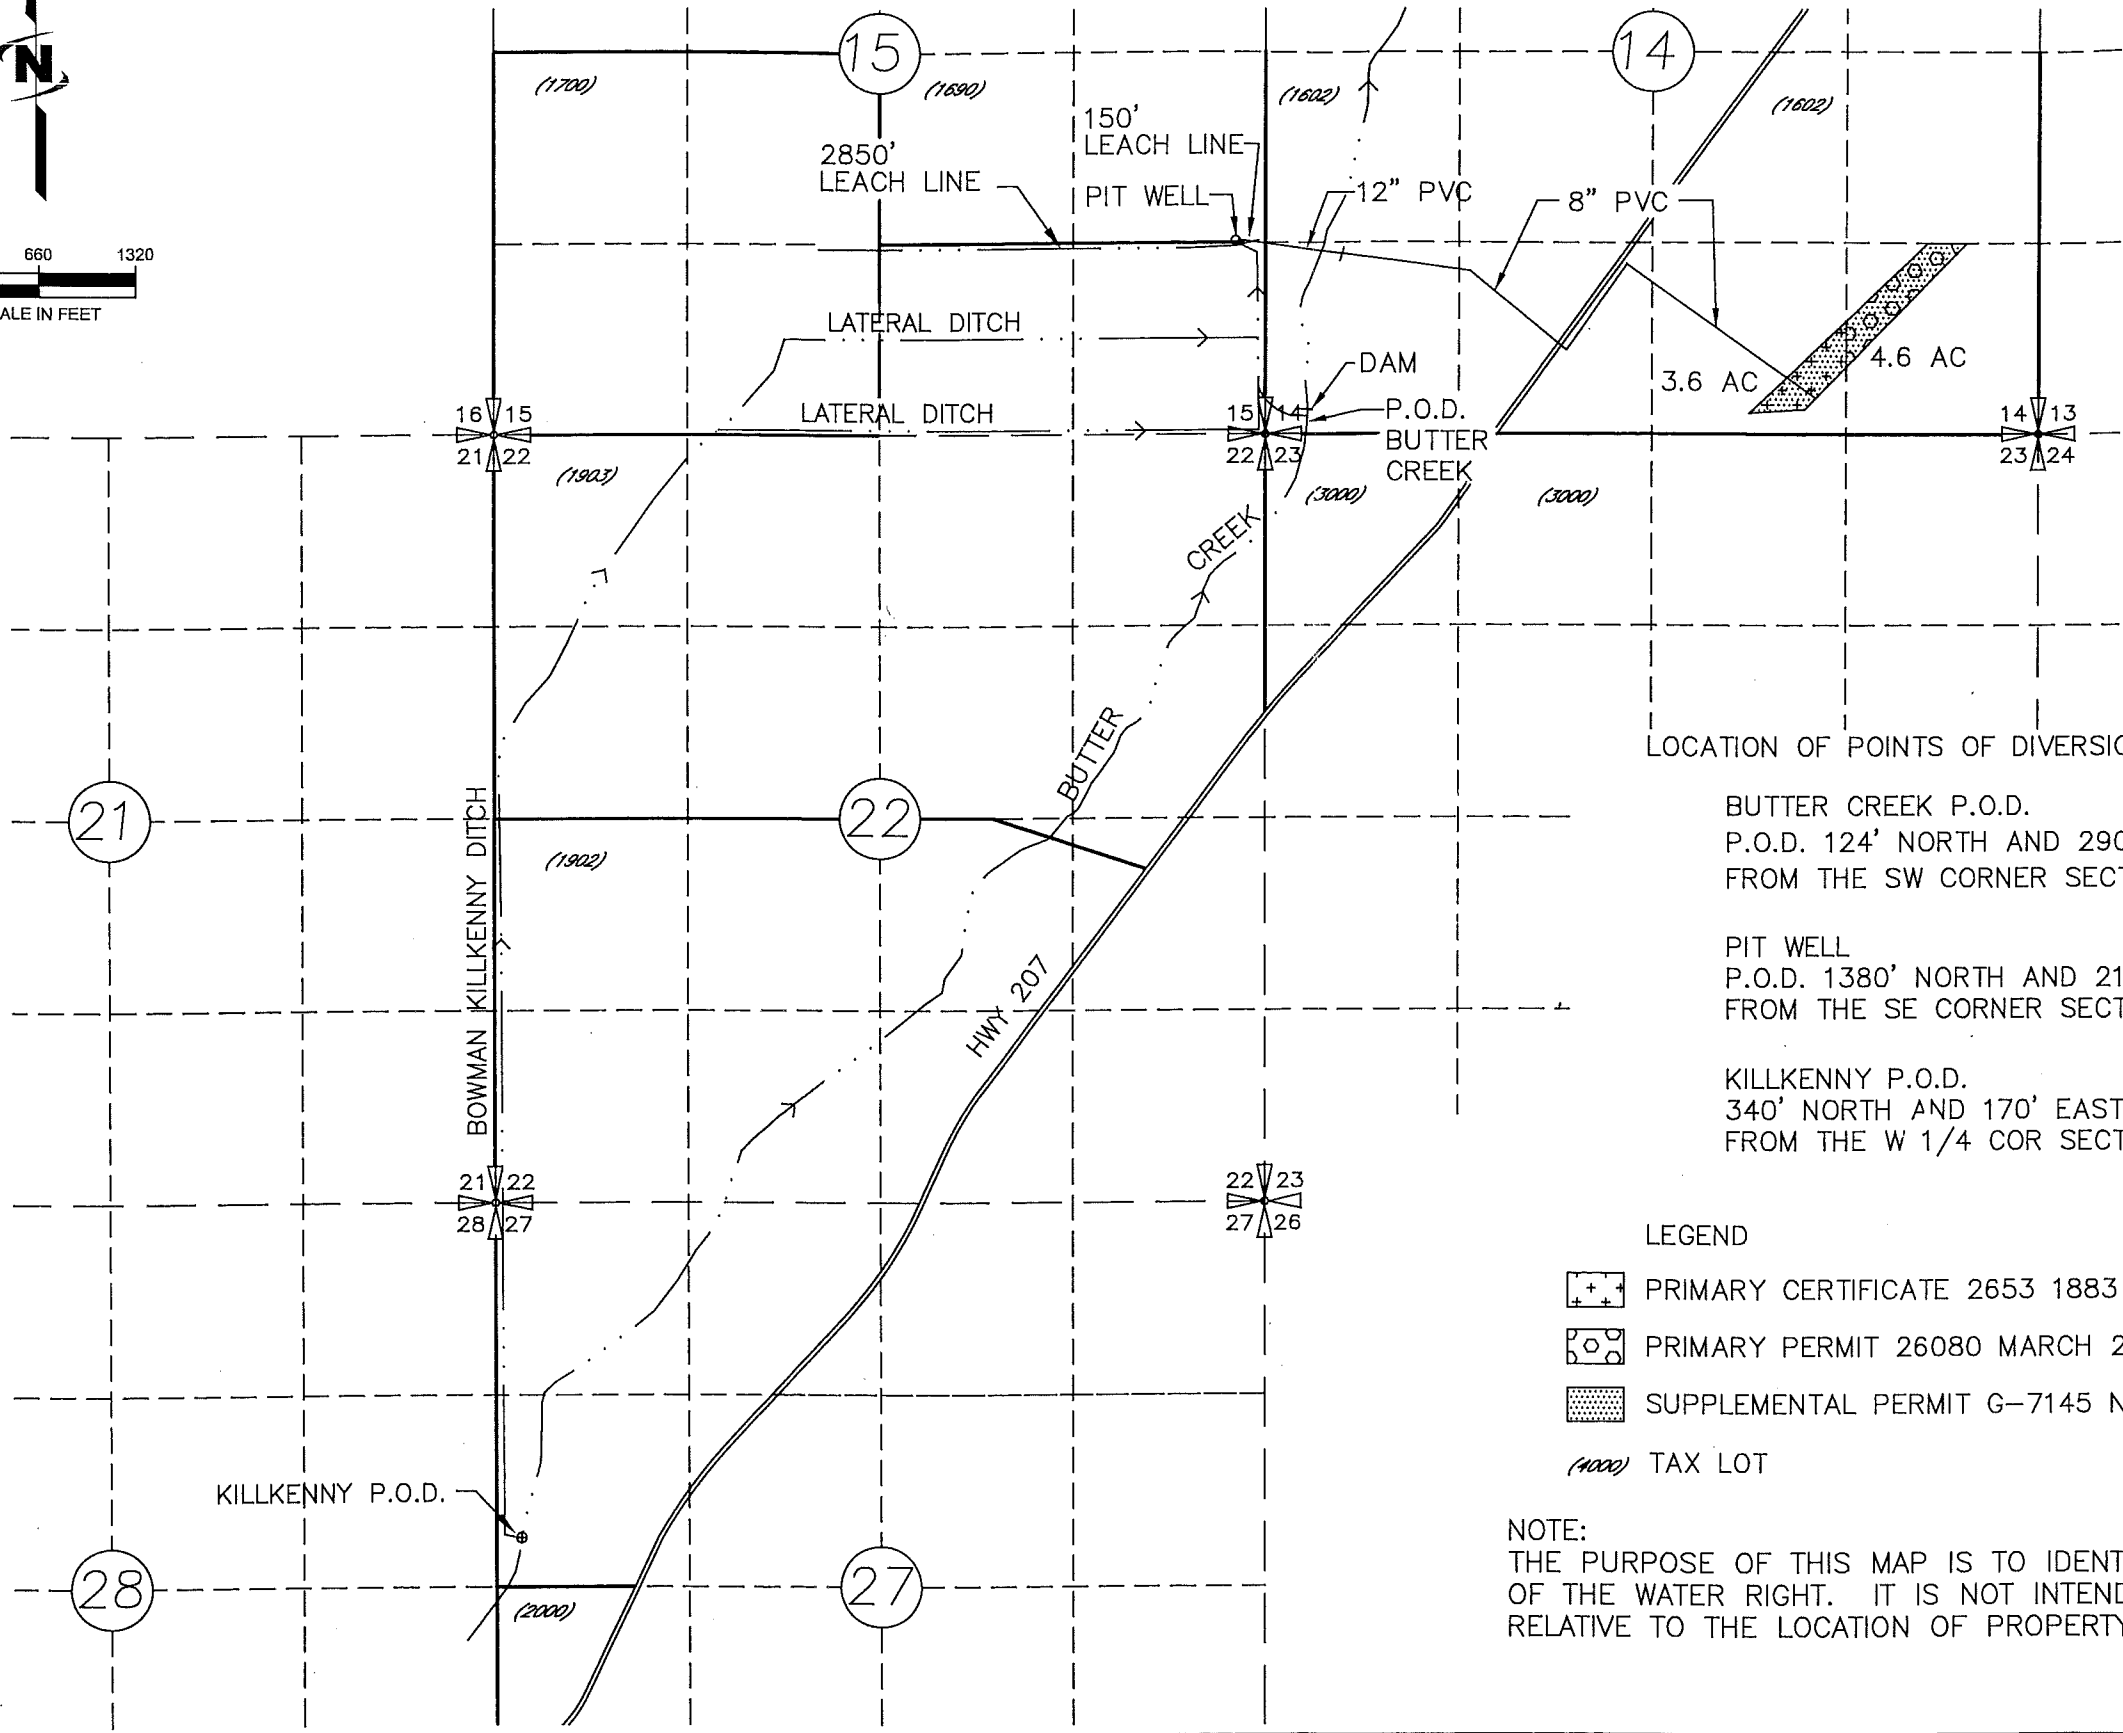 N
660 1320
ALE IN FEET
15
14
(1700)
(1690)
(1602)
(1602)
150'
LEACH LINE
2850'
LEACH LINE
PIT WELL
12" PVC
8" PVC
LATERAL DITCH
LATERAL DITCH
DAM
P.O.D.
BUTTER
CREEK
3.6 AC
4.6 AC
16 15
21 22
15 14
22 23
14 13
23 24
(1903)
(3000)
(3000)
BUTTER CREEK
21
22
(1902)
BOWMAN KILLKENNY DITCH
HWY 207
21 22
28 27
22 23
27 26
KILLKENNY P.O.D.
28
27
(2000)
LOCATION OF POINTS OF DIVERSIO
BUTTER CREEK P.O.D.
P.O.D. 124' NORTH AND 290
FROM THE SW CORNER SECT
PIT WELL
P.O.D. 1380' NORTH AND 21
FROM THE SE CORNER SECT
KILLKENNY P.O.D.
340' NORTH AND 170' EAST
FROM THE W 1/4 COR SECT
LEGEND
PRIMARY CERTIFICATE 2653 1883
PRIMARY PERMIT 26080 MARCH 2
SUPPLEMENTAL PERMIT G-7145 N
(4000) TAX LOT
NOTE:
THE PURPOSE OF THIS MAP IS TO IDENT
OF THE WATER RIGHT. IT IS NOT INTEND
RELATIVE TO THE LOCATION OF PROPERTY